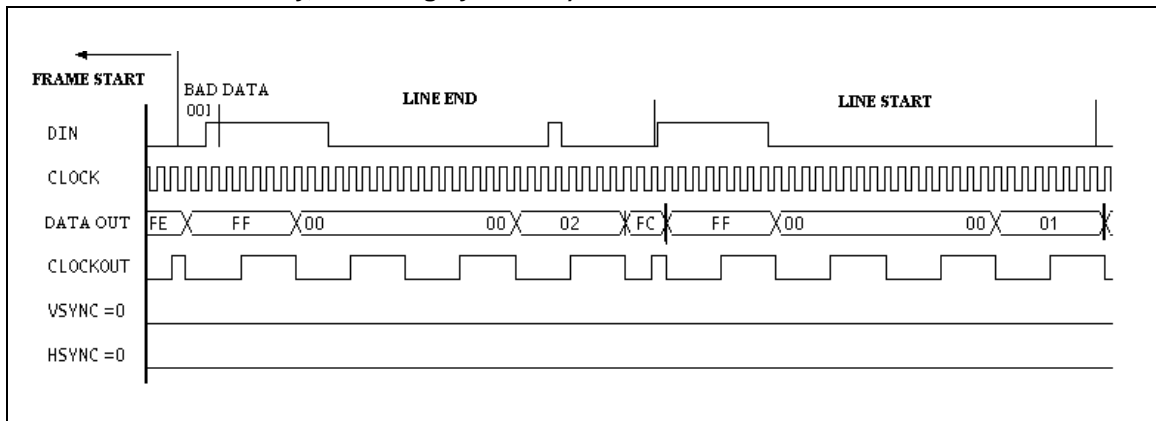 FRAME START
BAD DATA
001
LINE END
LINE START
DIN
CLOCK
DATA OUT FE FF 00 00 02 FC FF 00 00 01
CLOCKOUT
VSYNC =0
HSYNC =0